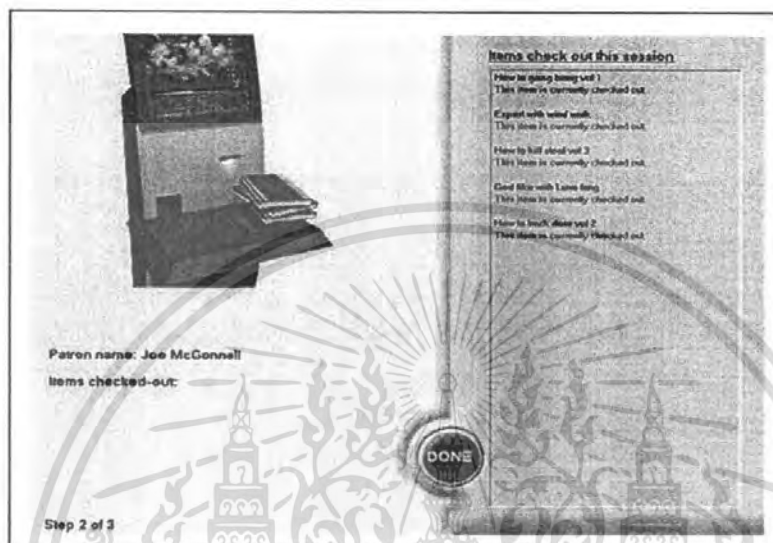 Items check out this session
How to gang bang vol 1
This item is currently checked out.
Expert with wind walk
This item is currently checked out.
How to kill steal vol 3
This item is currently checked out.
God like with Lone
This item is currently checked out.
How to back door vol 2
This item is currently checked out.
Patron name: Joe McConnell
Items checked-out:
DONE
Step 2 of 3